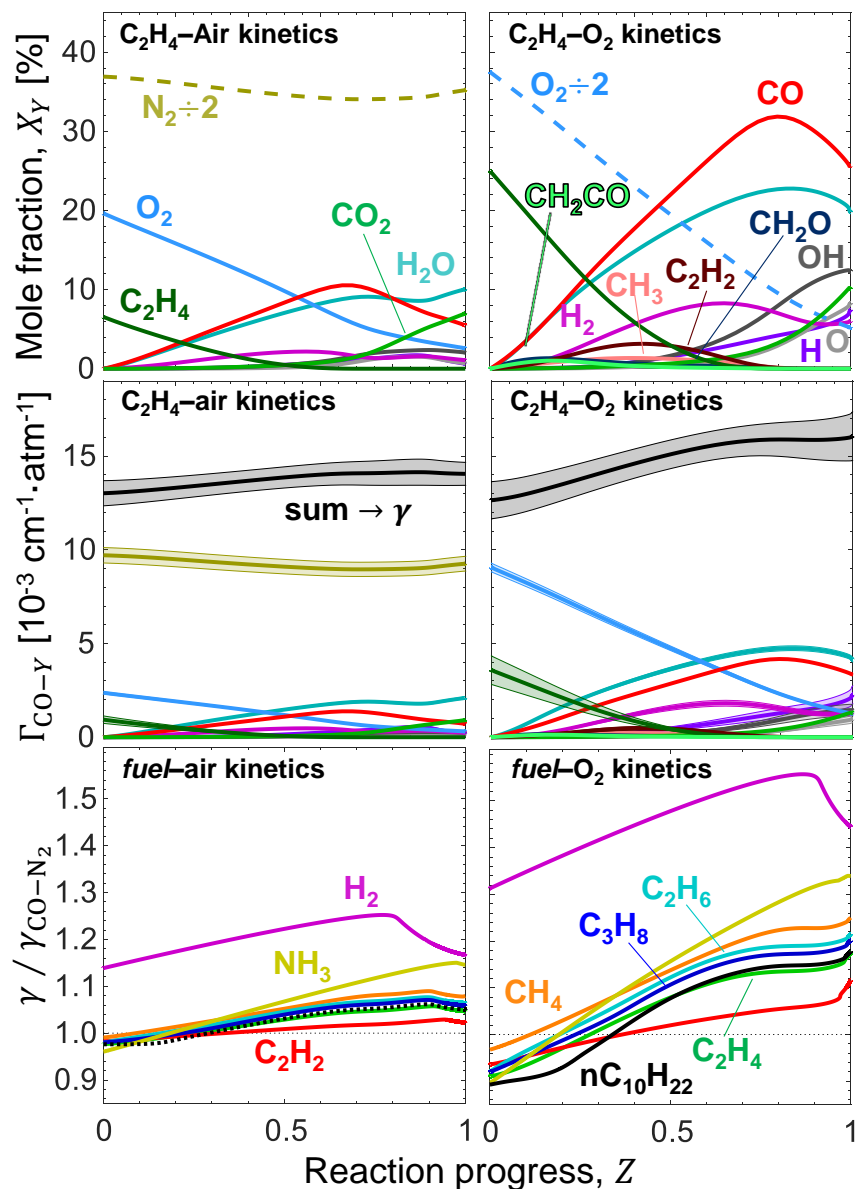 C₂H₄–Air kinetics
C₂H₄–O₂ kinetics
Mole fraction, X_Y [%]
40
30
20
10
0
N₂÷2
O₂
CO₂
H₂O
C₂H₄
O₂÷2
CO
CH₂CO
CH₂O
OH
C₂H₂
CH₃
H₂
H
O
C₂H₄–air kinetics
C₂H₄–O₂ kinetics
Γ_CO–Y [10⁻³ cm⁻¹·atm⁻¹]
15
10
5
0
sum → γ
fuel–air kinetics
fuel–O₂ kinetics
γ / γ_CO–N₂
1.5
1.4
1.3
1.2
1.1
1.0
0.9
H₂
NH₃
C₂H₂
C₂H₆
C₃H₈
CH₄
C₂H₄
nC₁₀H₂₂
0 0.5 1
0 0.5 1
Reaction progress, Z